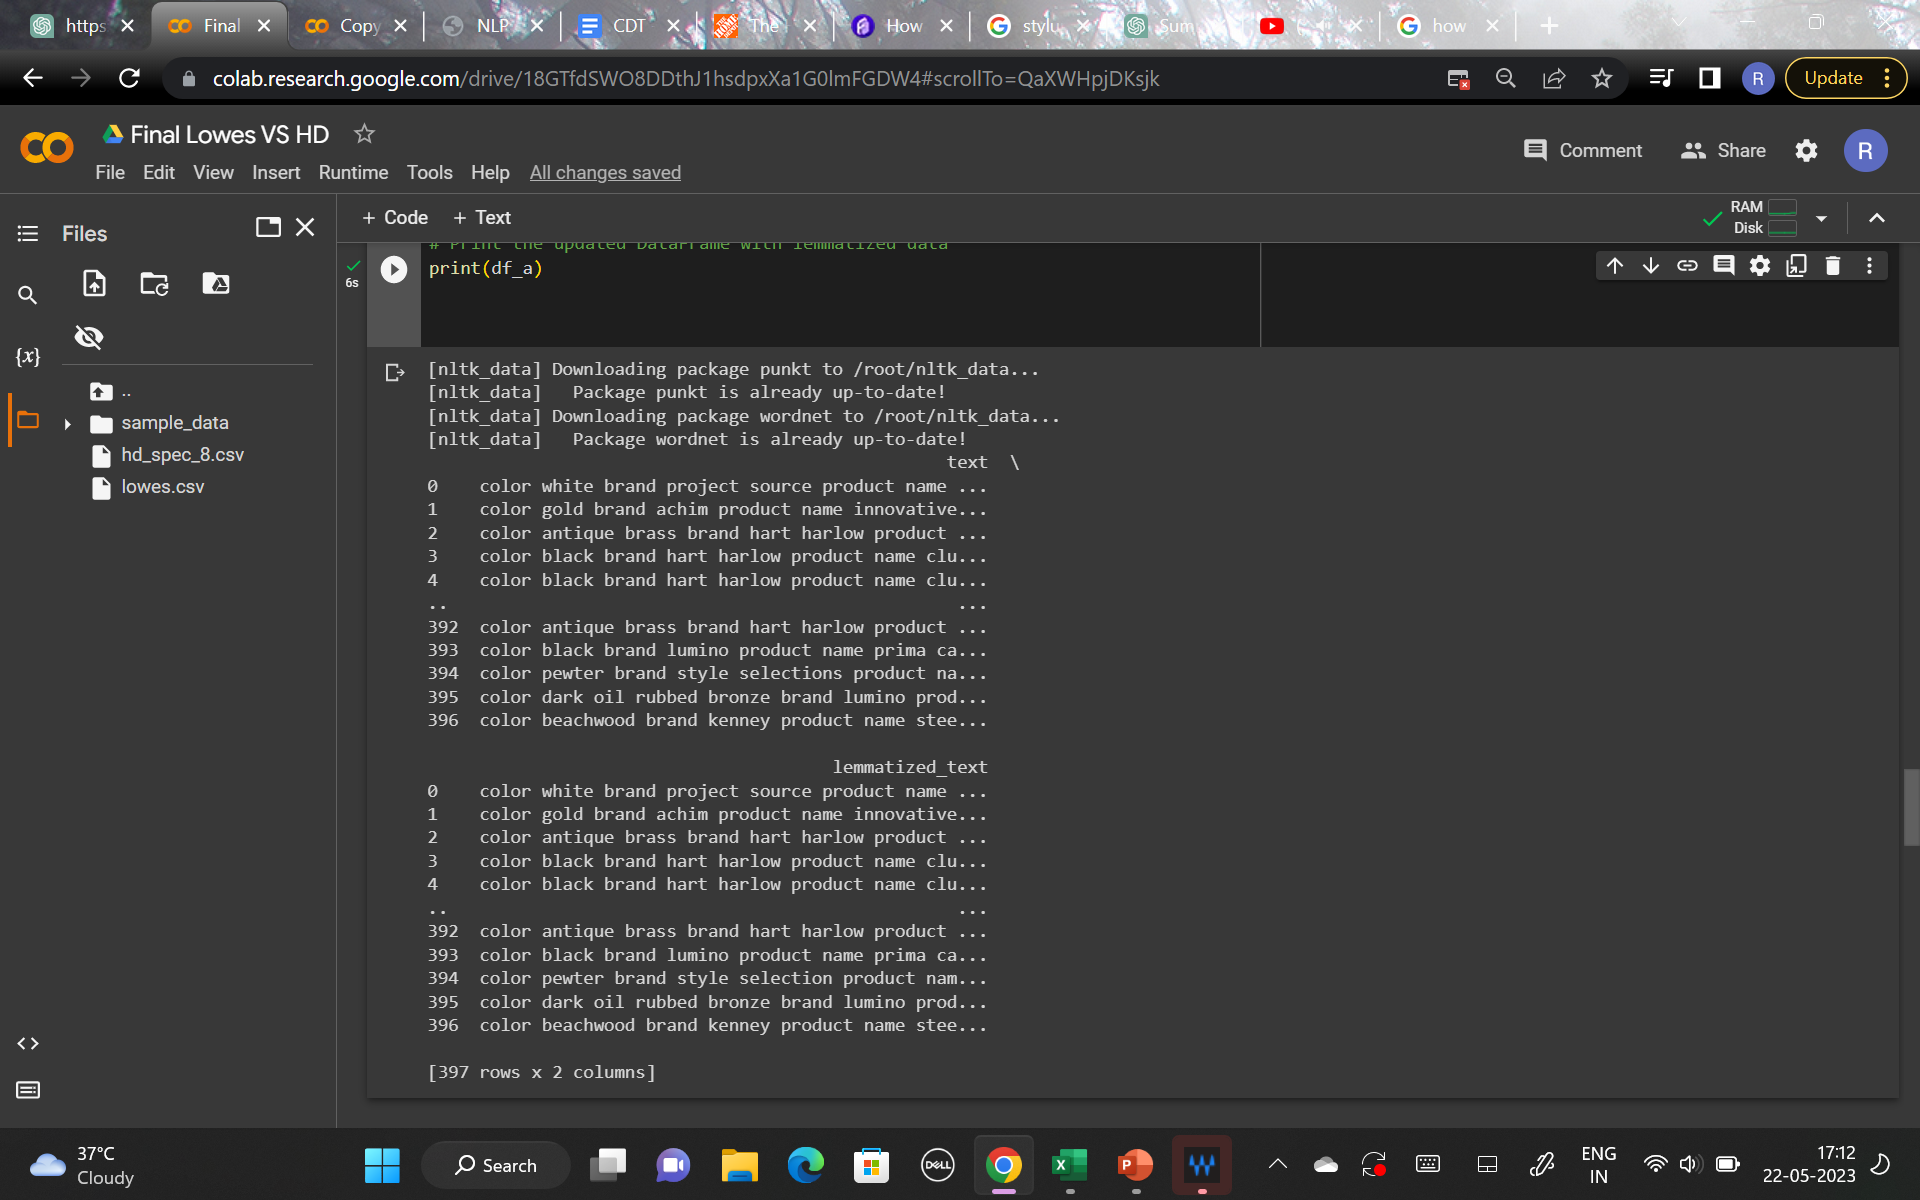 https
Final
Copy
NLP
CDT
The
How
stylu
Sum
how
colab.research.google.com/drive/18GTfdSWO8DDthJ1hsdpxXa1G0lmFGDW4#scrollTo=QaXWHpjDKsjk
R
Update
Final Lowes VS HD
Comment
Share
R
File Edit View Insert Runtime Tools Help All changes saved
Files
+ Code + Text
RAM
Disk
{x}
..
sample_data
hd_spec_8.csv
lowes.csv
6s
# Print the updated DataFrame with lemmatized data
print(df_a)
[nltk_data] Downloading package punkt to /root/nltk_data...
[nltk_data]   Package punkt is already up-to-date!
[nltk_data] Downloading package wordnet to /root/nltk_data...
[nltk_data]   Package wordnet is already up-to-date!
text \
0 color white brand project source product name ...
1 color gold brand achim product name innovative...
2 color antique brass brand hart harlow product ...
3 color black brand hart harlow product name clu...
4 color black brand hart harlow product name clu...
.. ...
392 color antique brass brand hart harlow product ...
393 color black brand lumino product name prima ca...
394 color pewter brand style selections product na...
395 color dark oil rubbed bronze brand lumino prod...
396 color beachwood brand kenney product name stee...
lemmatized_text
0 color white brand project source product name ...
1 color gold brand achim product name innovative...
2 color antique brass brand hart harlow product ...
3 color black brand hart harlow product name clu...
4 color black brand hart harlow product name clu...
.. ...
392 color antique brass brand hart harlow product ...
393 color black brand lumino product name prima ca...
394 color pewter brand style selection product nam...
395 color dark oil rubbed bronze brand lumino prod...
396 color beachwood brand kenney product name stee...
[397 rows x 2 columns]
37°C
Cloudy
Search
DELL
ENG
IN
17:12
22-05-2023